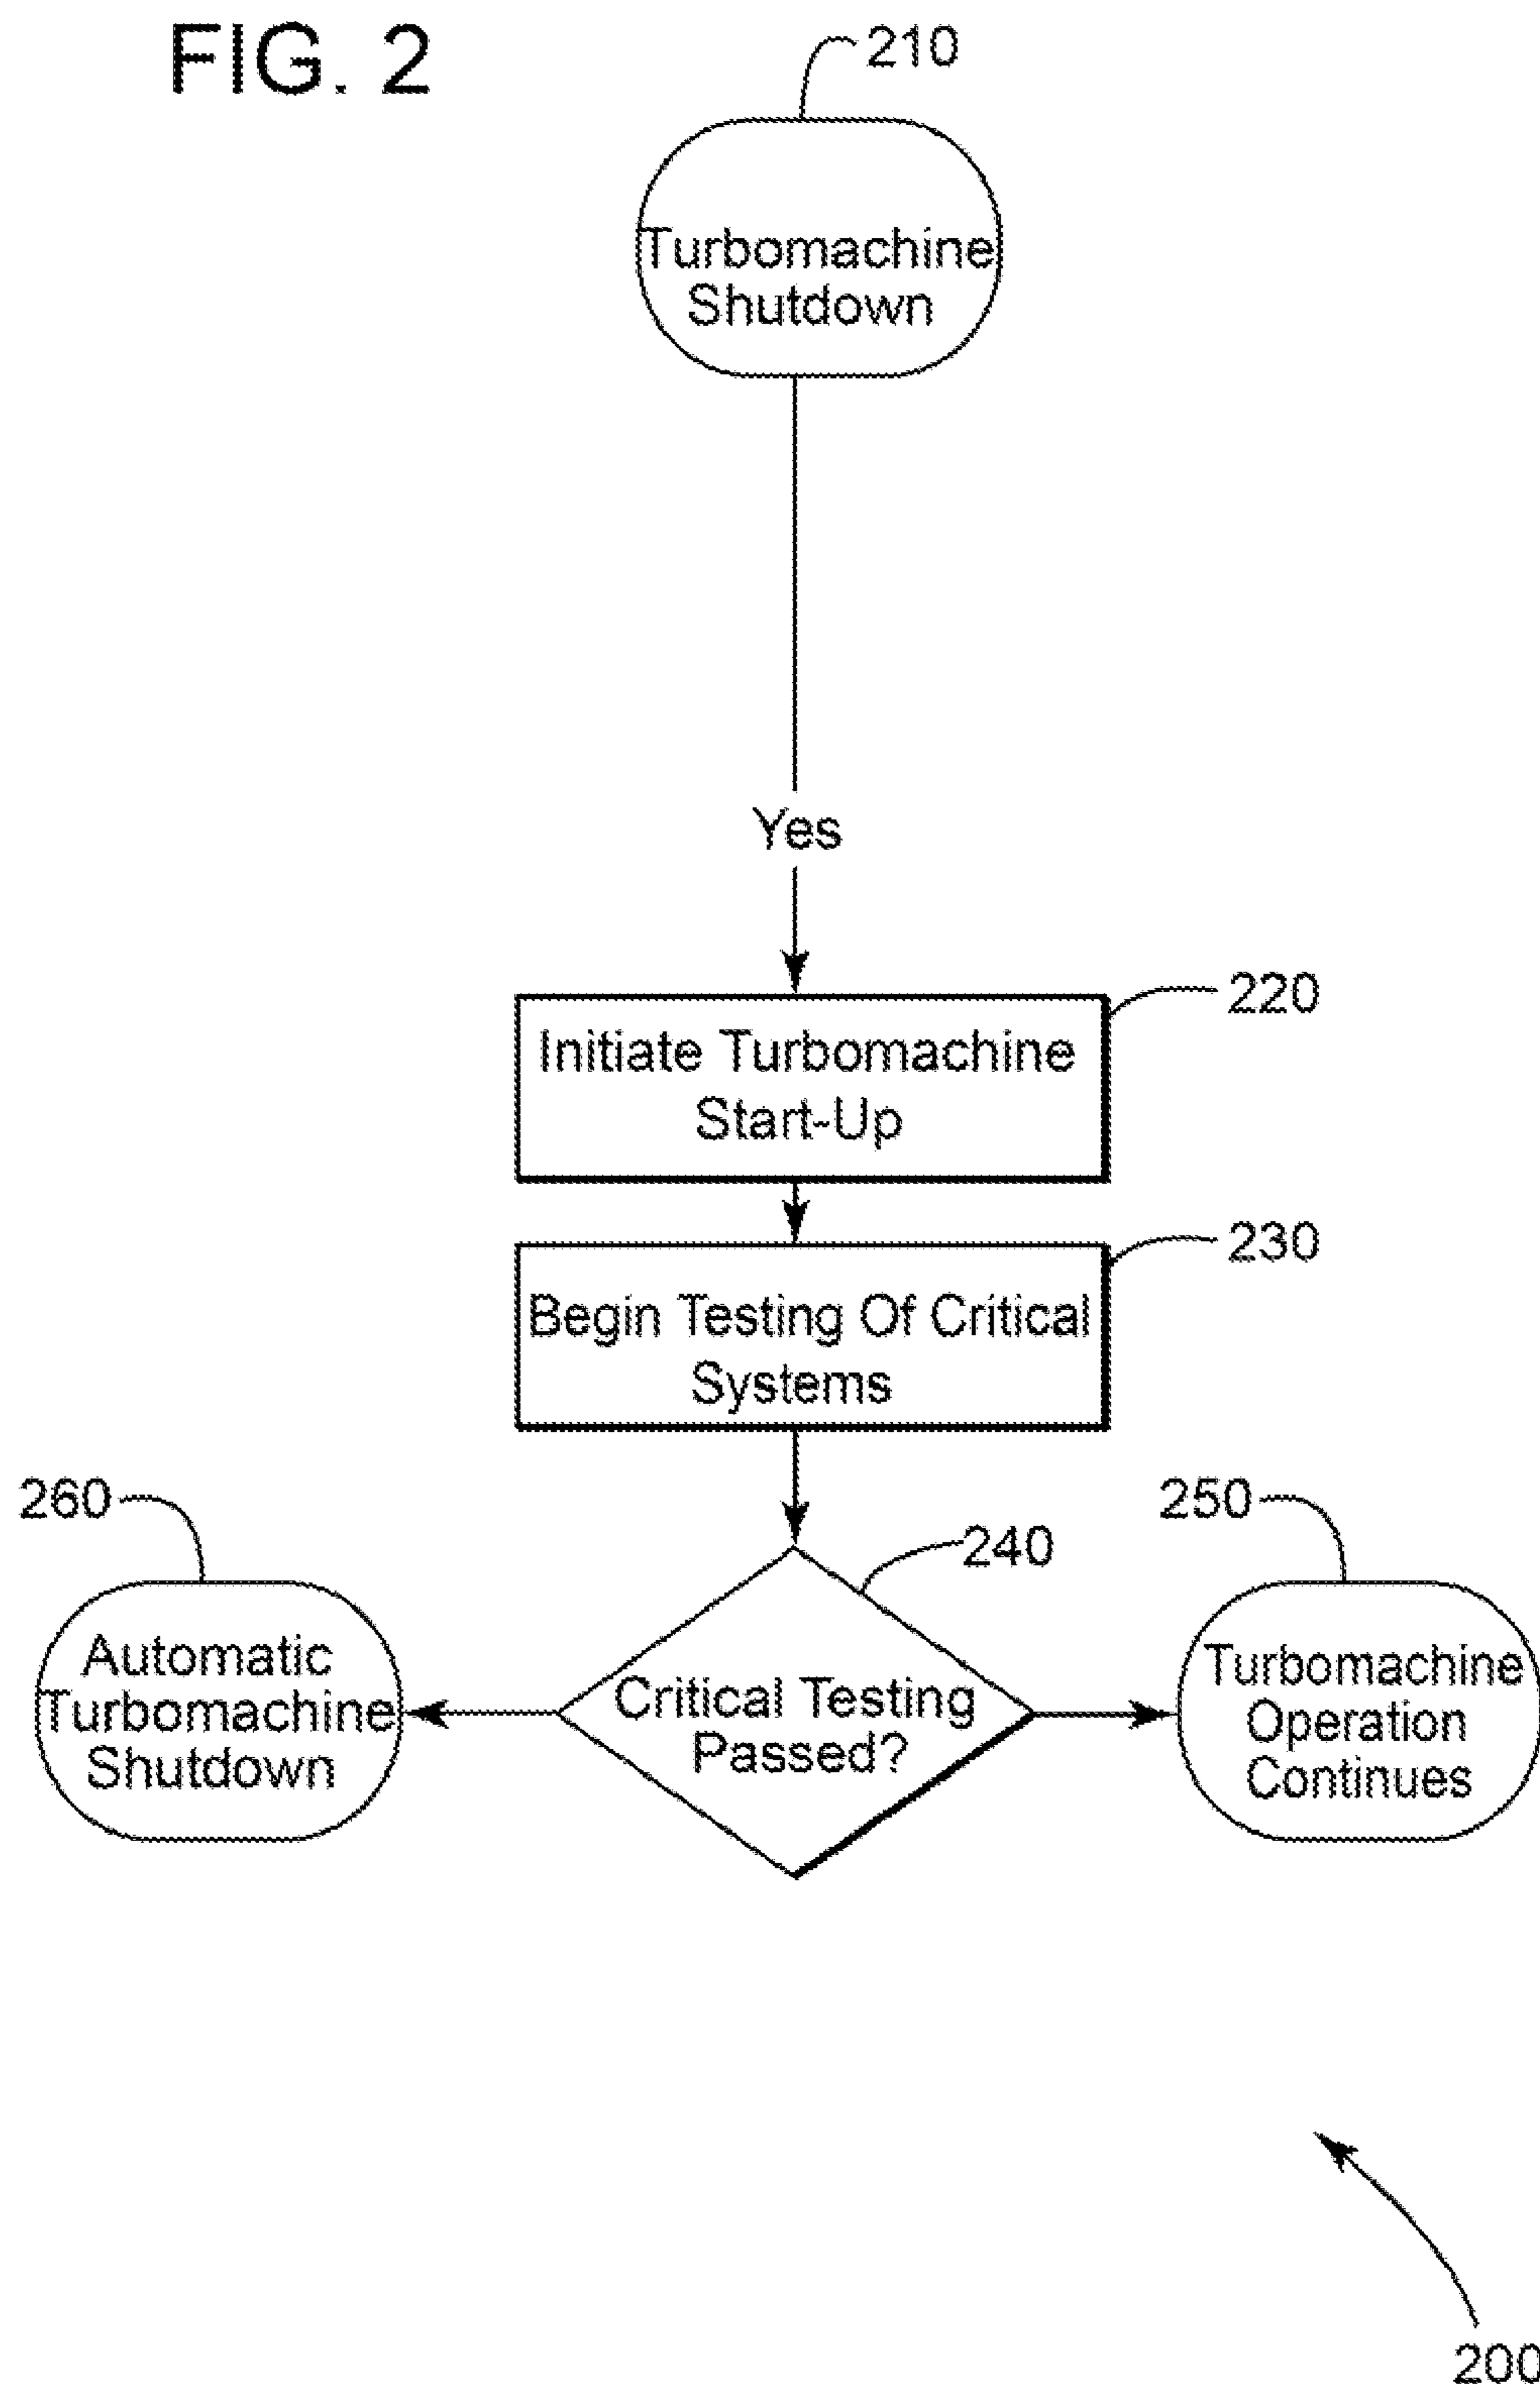 FIG. 2
210
Turbomachine
Shutdown
Yes
220
Initiate Turbomachine
Start-Up
230
Begin Testing Of Critical
Systems
260
250
240
Automatic
Turbomachine
Shutdown
Critical Testing
Passed?
Turbomachine
Operation
Continues
200